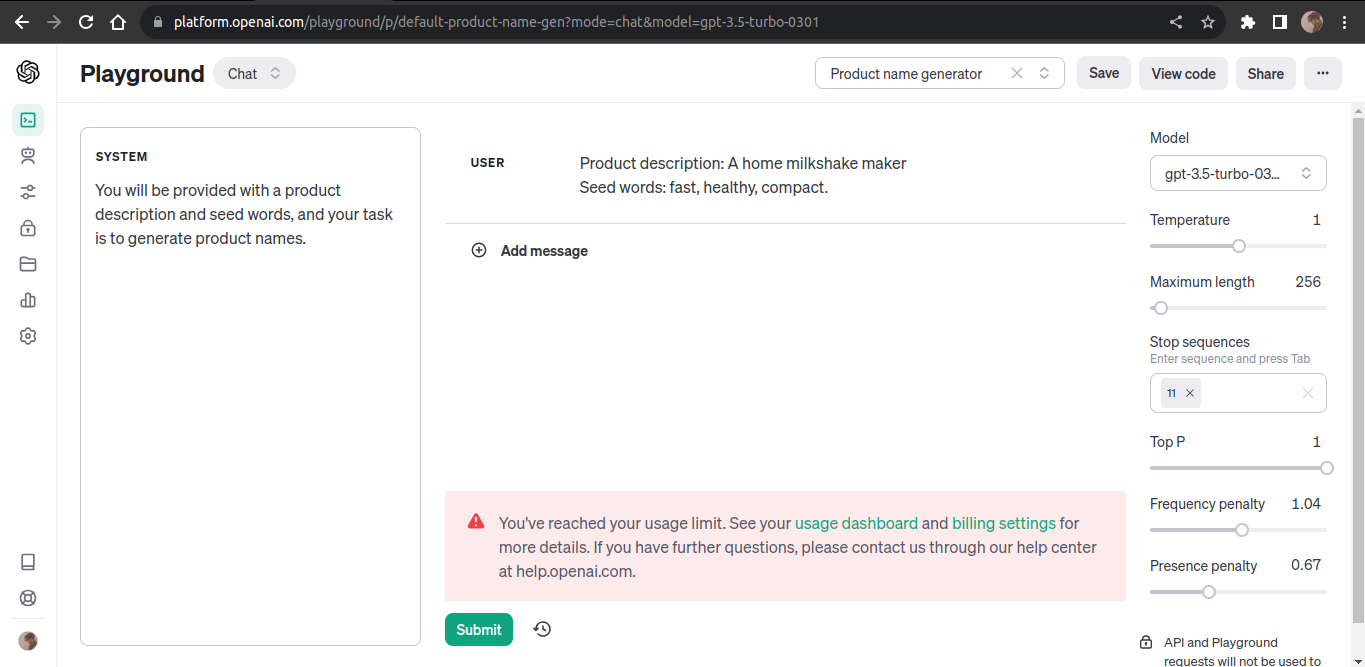 platform.openai.com/playground/p/default-product-name-gen?mode=chat&model=gpt-3.5-turbo-0301
Playground
Chat
Product name generator
Save
View code
Share
SYSTEM
You will be provided with a product
description and seed words, and your task
is to generate product names.
USER
Product description: A home milkshake maker
Seed words: fast, healthy, compact.
Add message
You've reached your usage limit. See your usage dashboard and billing settings for
more details. If you have further questions, please contact us through our help center
at help.openai.com.
Submit
Model
gpt-3.5-turbo-03...
Temperature 1
Maximum length 256
Stop sequences
Enter sequence and press Tab
11
Top P 1
Frequency penalty 1.04
Presence penalty 0.67
API and Playground
requests will not be used to